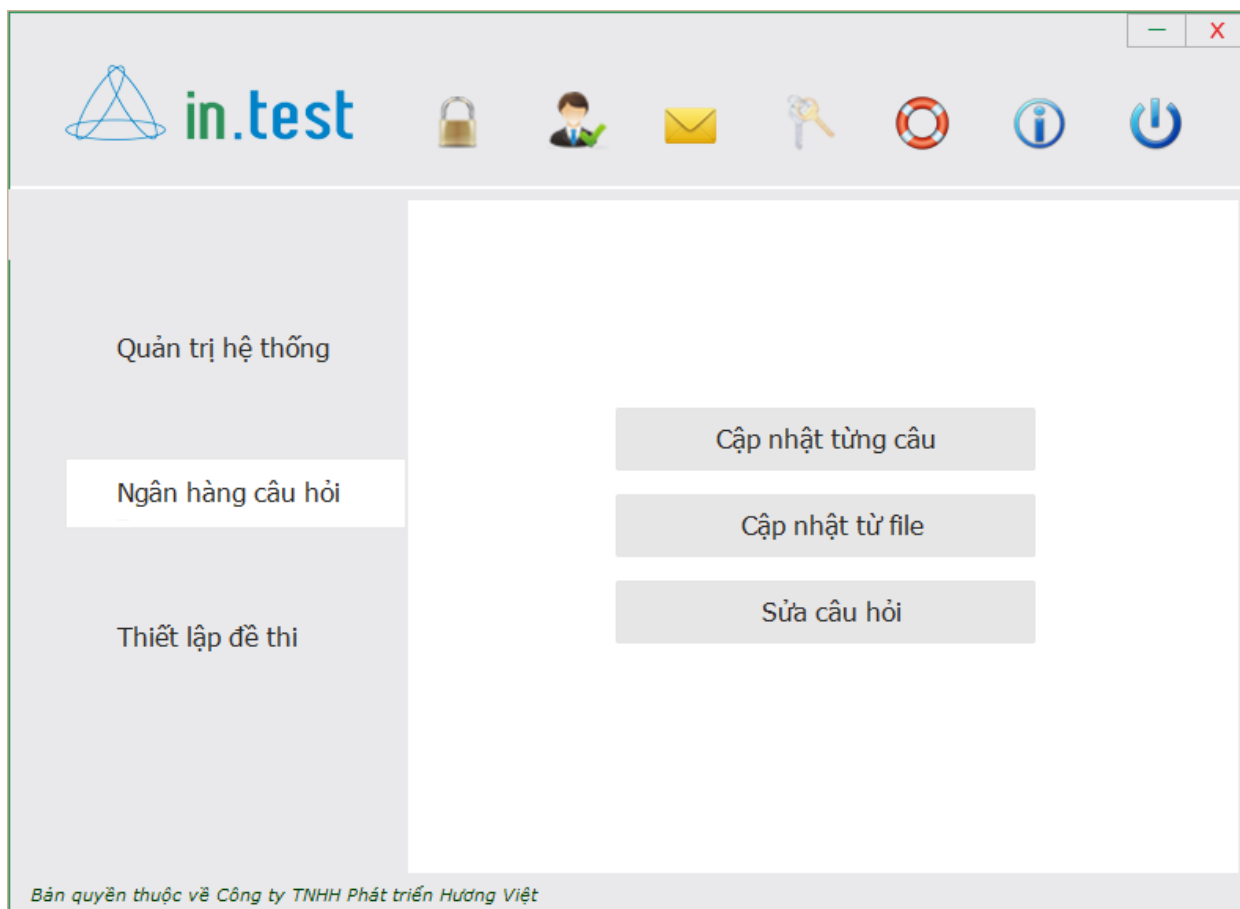 — X
in.test
Quản trị hệ thống
Ngân hàng câu hỏi
Thiết lập đề thi
Cập nhật từng câu
Cập nhật từ file
Sửa câu hỏi
Bản quyền thuộc về Công ty TNHH Phát triển Hương Việt